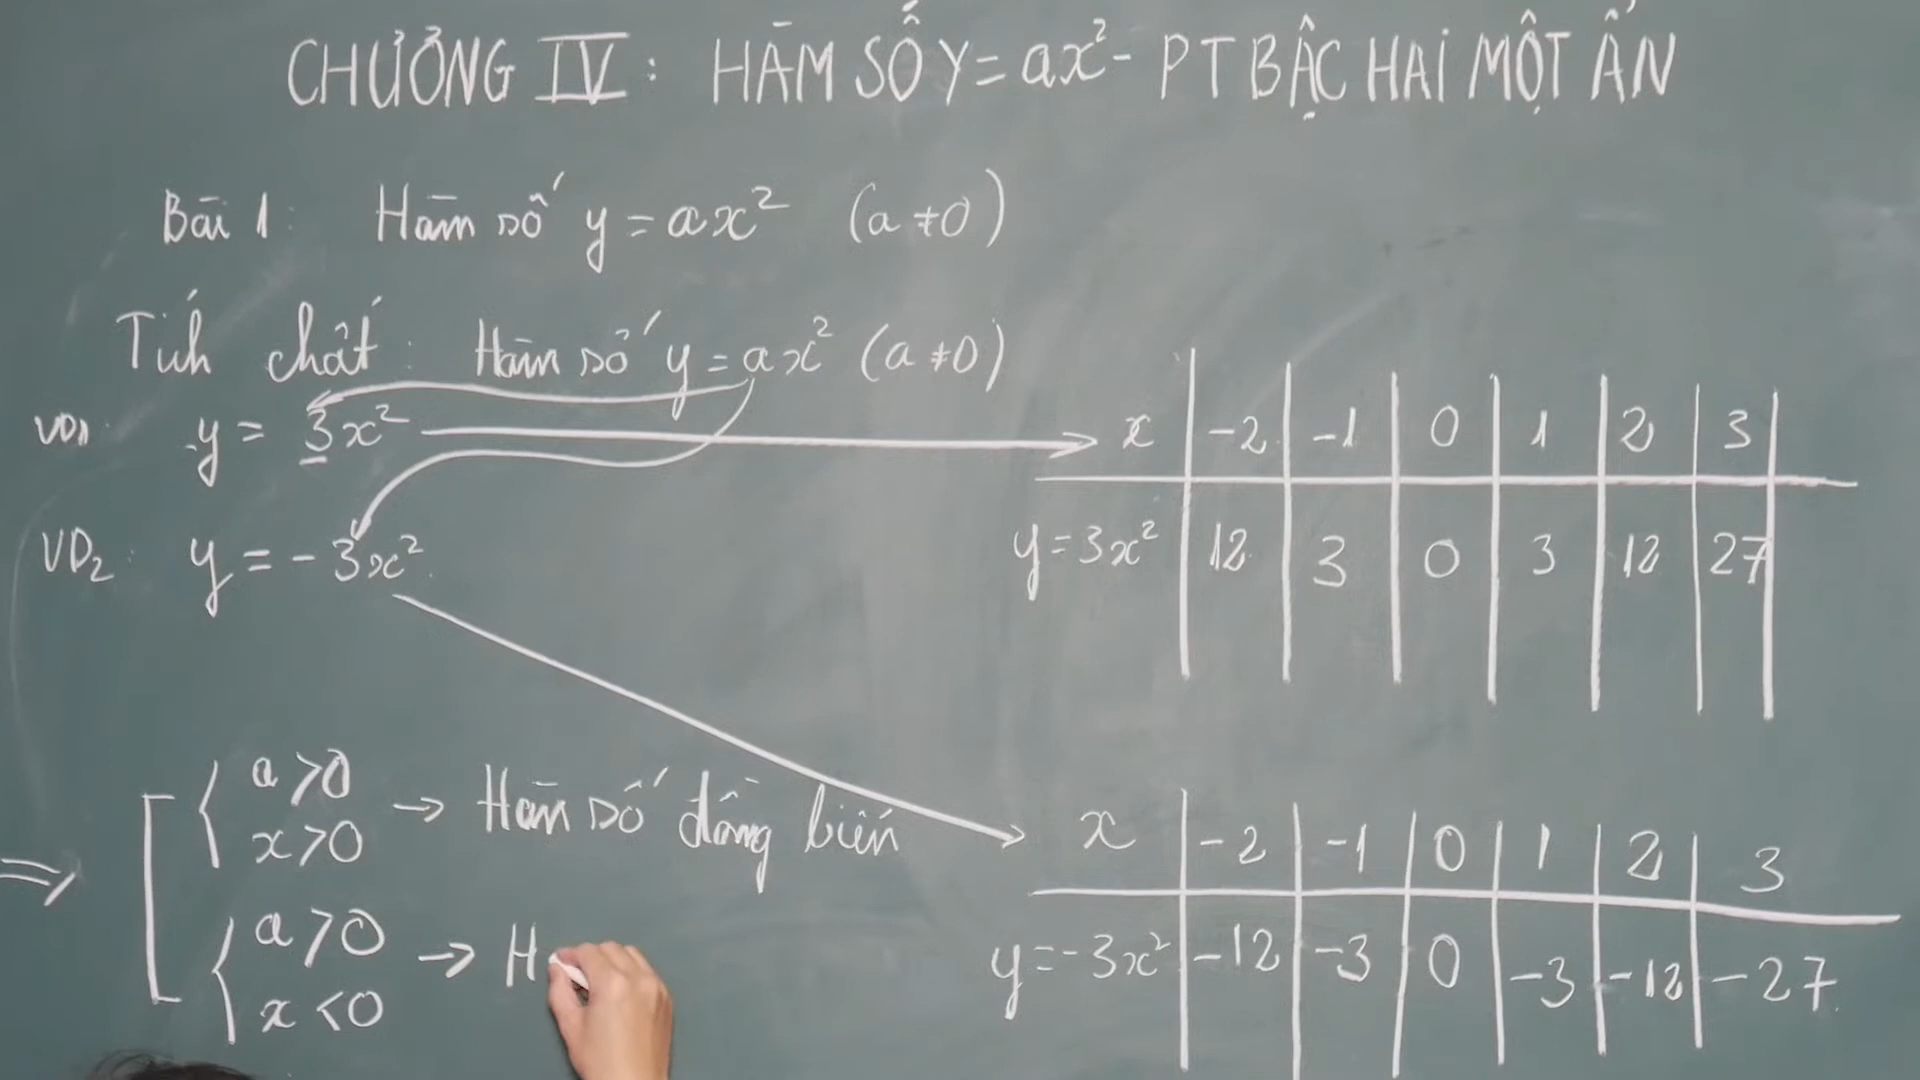 CHƯƠNG IV : HÀM SỐ Y = ax² - PT BẬC HAI MỘT ẨN
Bài 1 : Hàm số y = ax² (a ≠ 0)
Tính chất : Hàm số y = ax² (a ≠ 0)
VD1 : y = 3x²
VD2 : y = -3x²
x | -2 | -1 | 0 | 1 | 2 | 3
y = 3x² | 12 | 3 | 0 | 3 | 12 | 27
⇒ [ { a > 0
x > 0 → Hàm số đồng biến
{ a > 0
x < 0 → H
x | -2 | -1 | 0 | 1 | 2 | 3
y = -3x² | -12 | -3 | 0 | -3 | -12 | -27